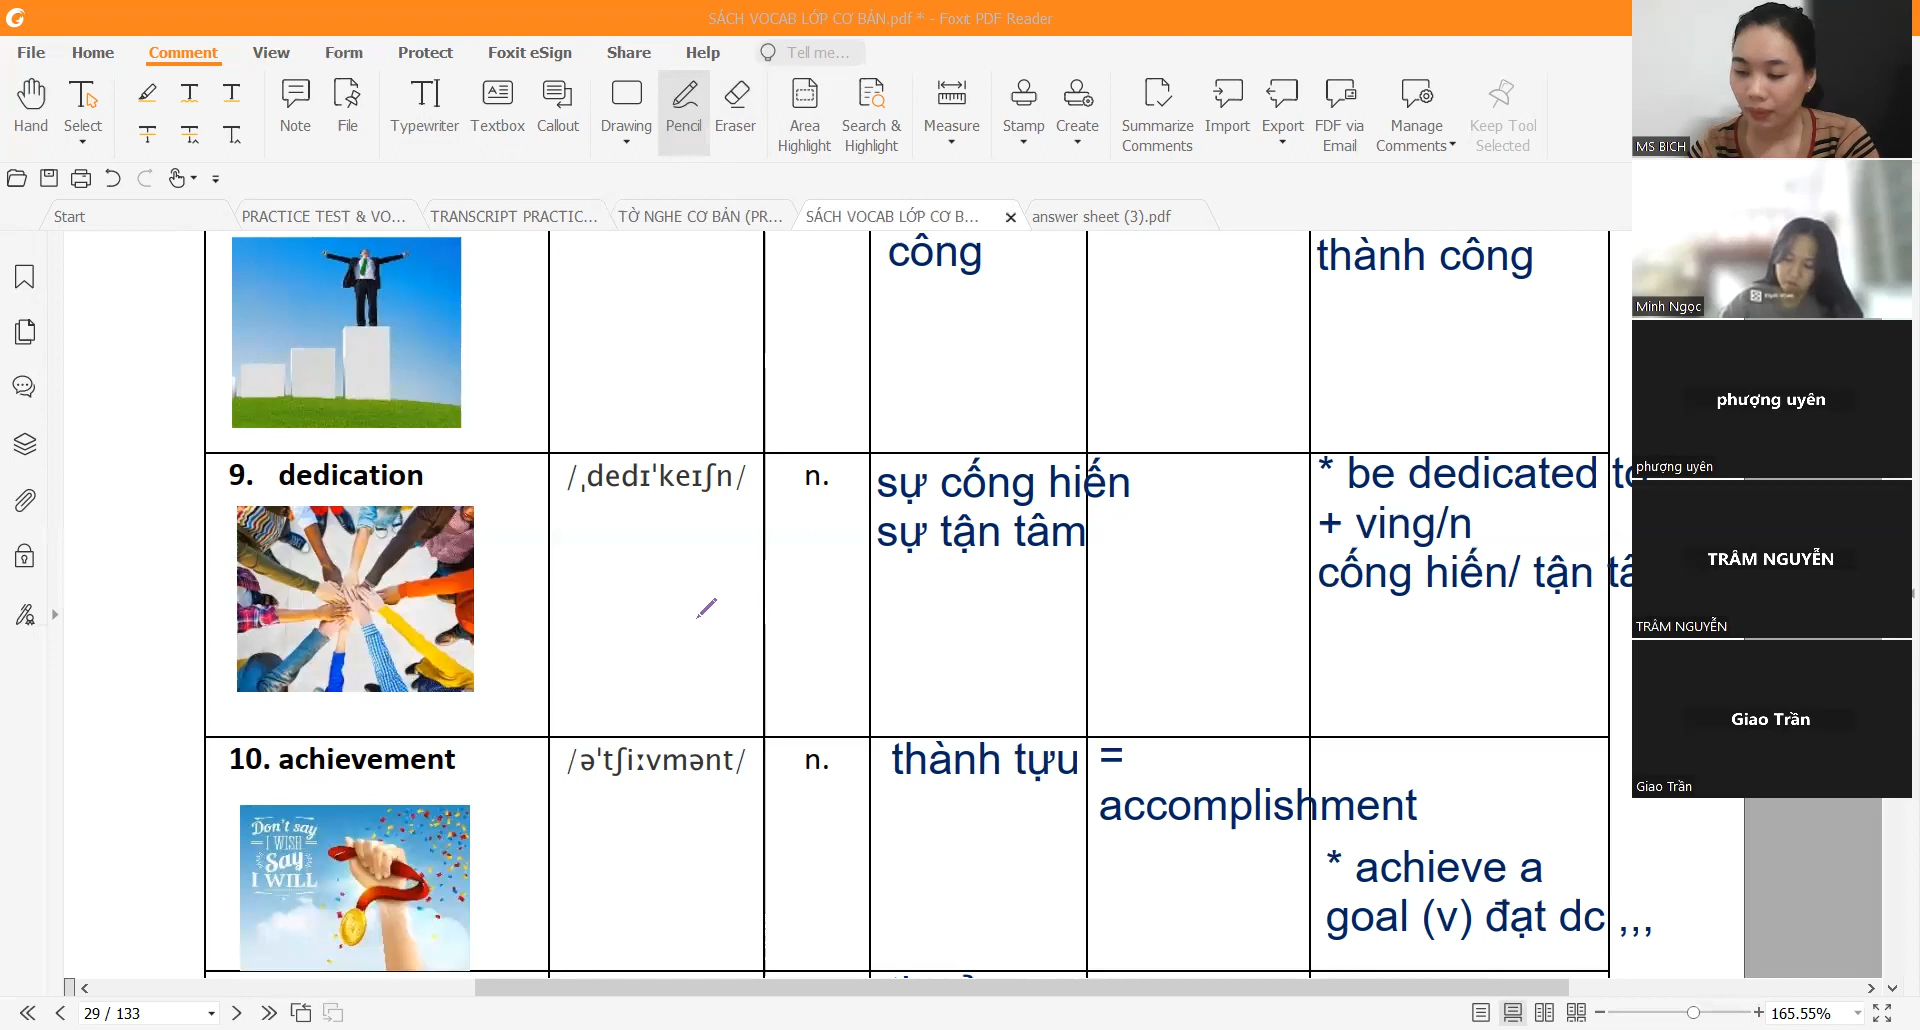 SÁCH VOCAB LỚP CƠ BẢN.pdf * - Foxit PDF Reader
File Home Comment View Form Protect Foxit eSign Share Help Tell me...
Hand Select Note File Typewriter Textbox Callout Drawing Pencil Eraser Area Highlight Search & Highlight Measure Stamp Create Summarize Comments Import Export FDF via Email Manage Comments Keep Tool Selected
Start PRACTICE TEST & VO... TRANSCRIPT PRACTIC... TỜ NGHE CƠ BẢN (PR... SÁCH VOCAB LỚP CƠ B... answer sheet (3).pdf
công
thành công
9. dedication /ˌdedɪˈkeɪʃn/ n. sự cống hiến
sự tận tâm
* be dedicated to
+ ving/n
cống hiến/ tận tâ
10. achievement /əˈtʃiːvmənt/ n. thành tựu =
accomplishment
* achieve a
goal (v) đạt dc ,,,
Don't say
I WISH
Say
I WILL
MS BICH
Minh Ngọc
phượng uyên
phượng uyên
TRÂM NGUYỄN
TRÂM NGUYỄN
Giao Trần
Giao Trần
29 / 133
165.55%